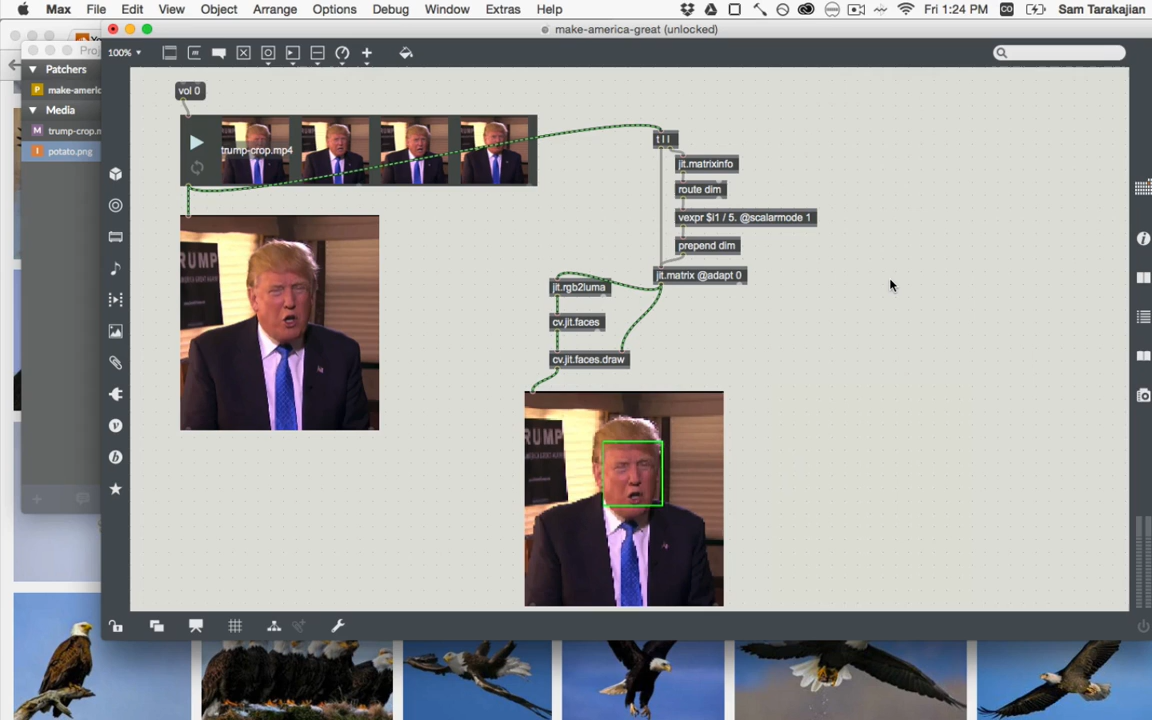 Max File Edit View Object Arrange Options Debug Window Extras Help Fri 1:24 PM Sam Tarakajian
make-america-great (unlocked)
100%
Patchers
make-americ
Media
trump-crop.m
potato.png
vol 0
trump-crop.mp4
t l l
jit.matrixinfo
route dim
vexpr $i1 / 5. @scalarmode 1
prepend dim
jit.matrix @adapt 0
jit.rgb2luma
cv.jit.faces
cv.jit.faces.draw
TRUMP
RUMP